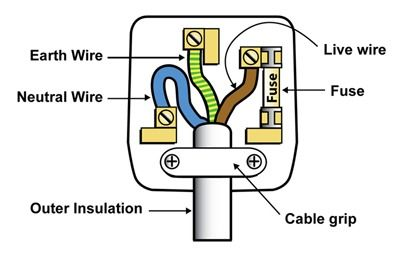 Earth Wire
Live wire
Neutral Wire
Fuse
Fuse
Outer Insulation
Cable grip